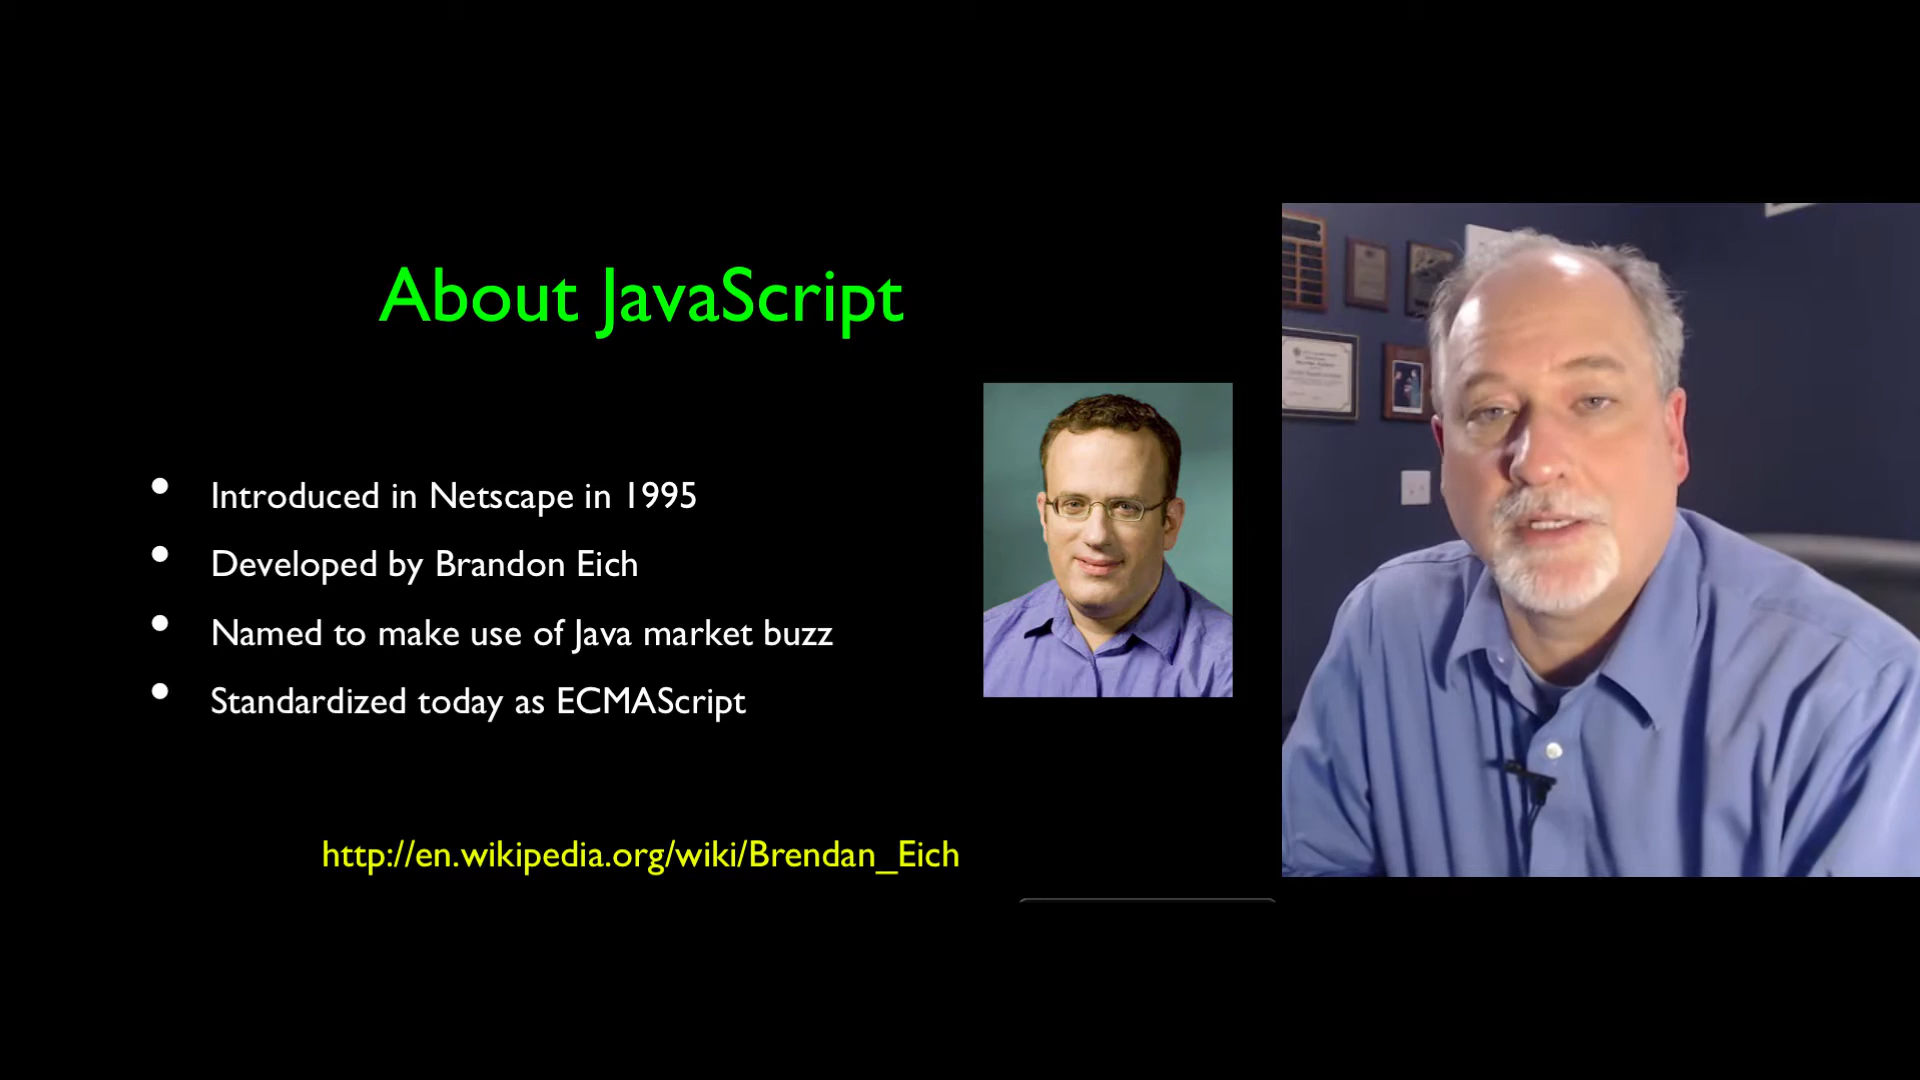 About JavaScript
• Introduced in Netscape in 1995
• Developed by Brandon Eich
• Named to make use of Java market buzz
• Standardized today as ECMAScript
http://en.wikipedia.org/wiki/Brendan_Eich